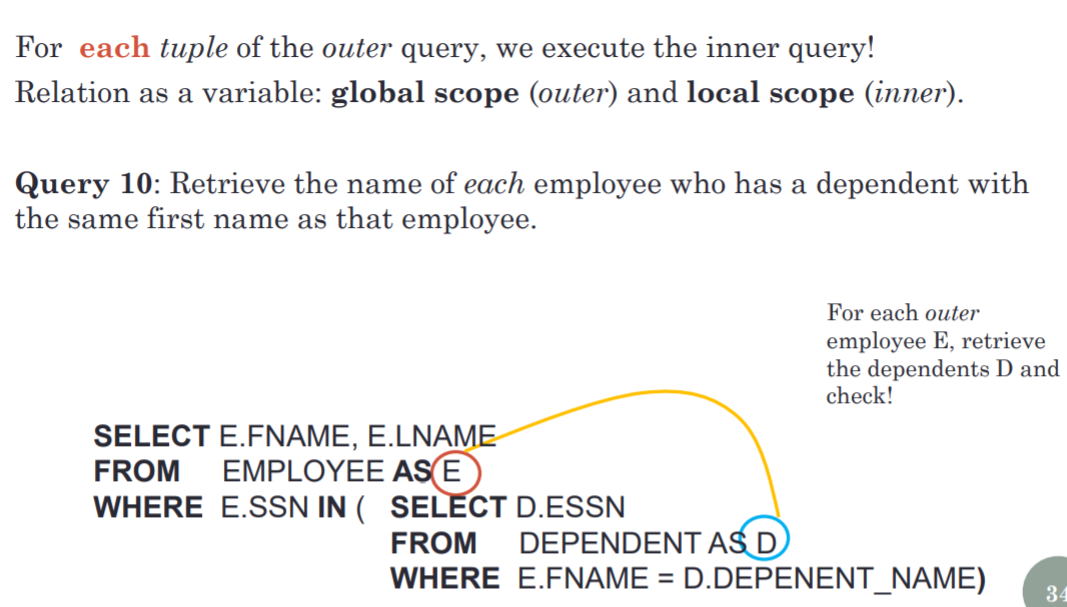 For each tuple of the outer query, we execute the inner query!
Relation as a variable: global scope (outer) and local scope (inner).
Query 10: Retrieve the name of each employee who has a dependent with
the same first name as that employee.
For each outer
employee E, retrieve
the dependents D and
check!
SELECT E.FNAME, E.LNAME
FROM EMPLOYEE AS E
WHERE E.SSN IN ( SELECT D.ESSN
FROM DEPENDENT AS D
WHERE E.FNAME = D.DEPENENT_NAME)
34